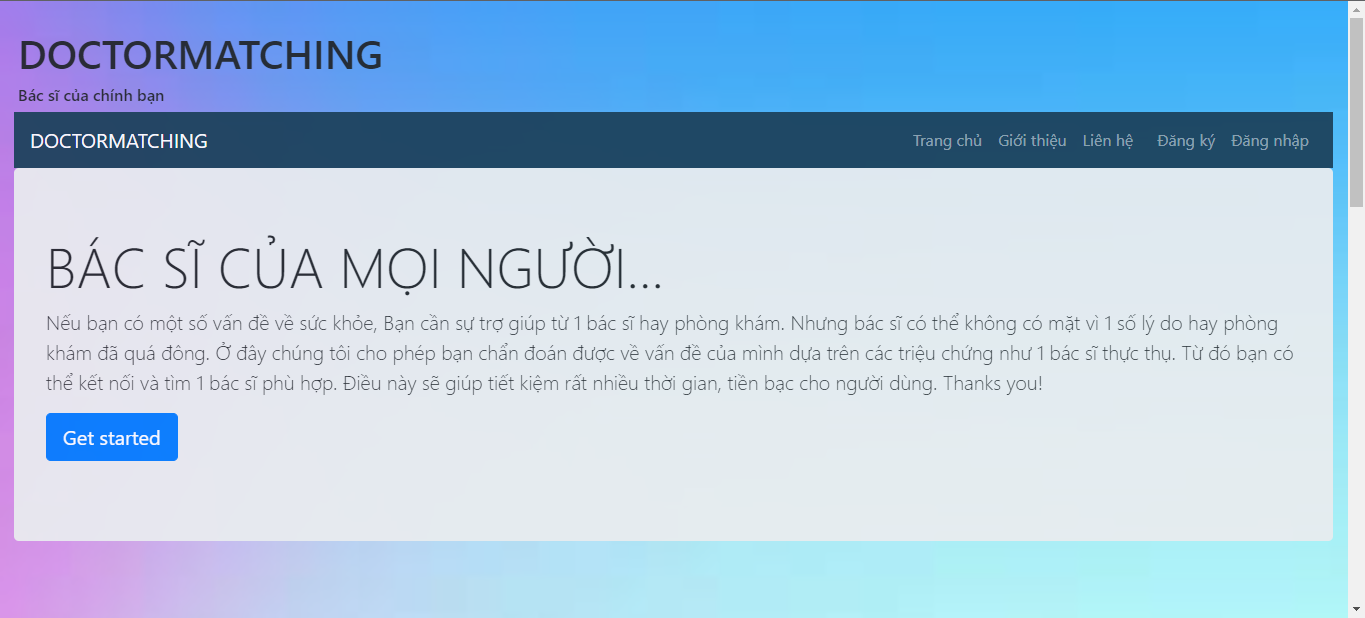 DOCTORMATCHING
Bác sĩ của chính bạn
DOCTORMATCHING Trang chủ Giới thiệu Liên hệ Đăng ký Đăng nhập
BÁC SĨ CỦA MỌI NGƯỜI...
Nếu bạn có một số vấn đề về sức khỏe, Bạn cần sự trợ giúp từ 1 bác sĩ hay phòng khám. Nhưng bác sĩ có thể không có mặt vì 1 số lý do hay phòng
khám đã quá đông. Ở đây chúng tôi cho phép bạn chẩn đoán được về vấn đề của mình dựa trên các triệu chứng như 1 bác sĩ thực thụ. Từ đó bạn có
thể kết nối và tìm 1 bác sĩ phù hợp. Điều này sẽ giúp tiết kiệm rất nhiều thời gian, tiền bạc cho người dùng. Thanks you!
Get started